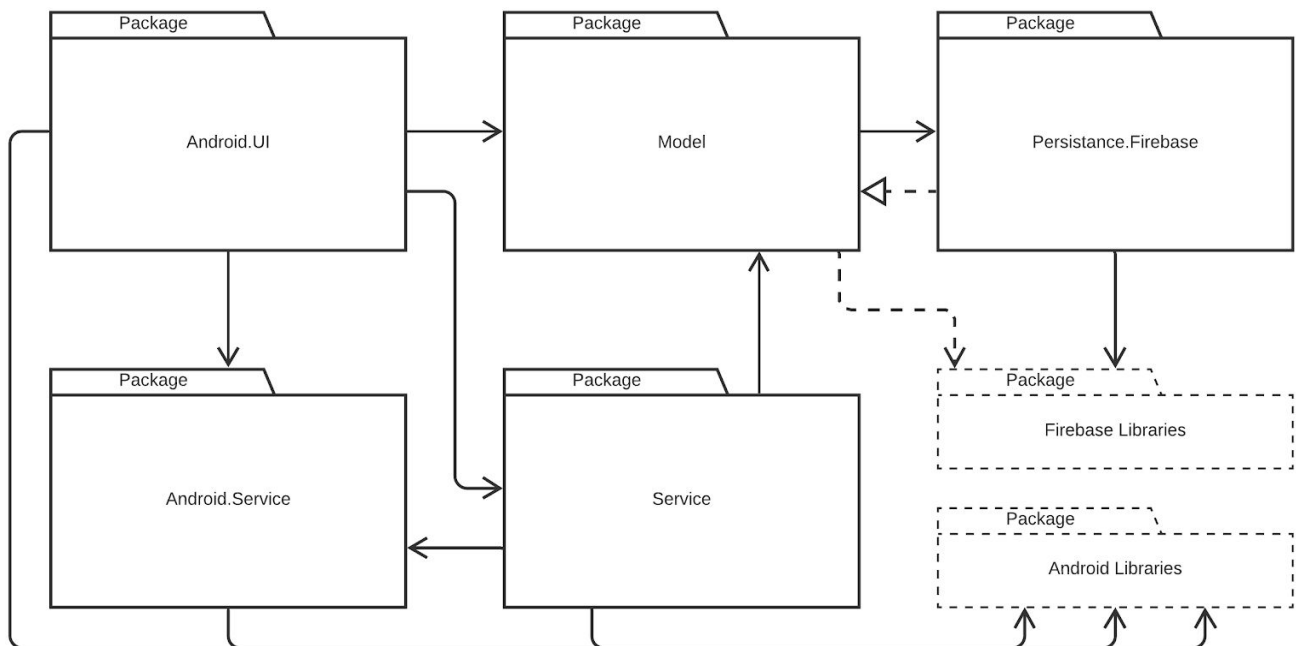 Package
Package
Package
Android.UI
Model
Persistance.Firebase
Package
Package
Package
Firebase Libraries
Android.Service
Service
Package
Android Libraries